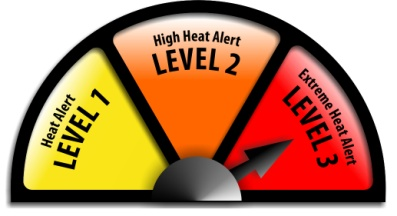 Heat Alert
LEVEL 1
High Heat Alert
LEVEL 2
Extreme Heat Alert
LEVEL 3